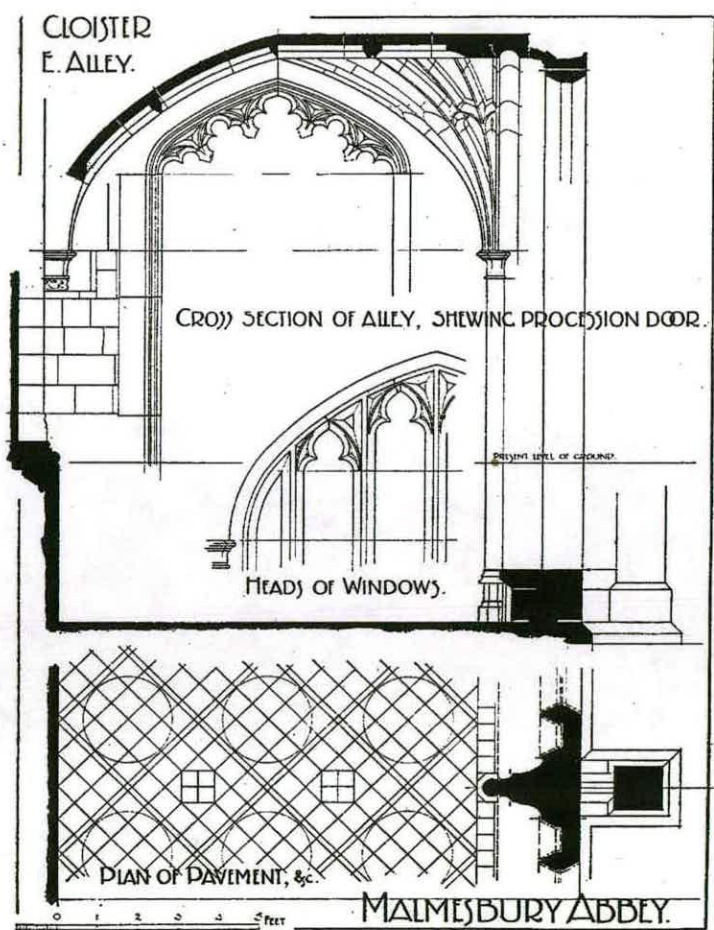 CLOISTER
E. ALLEY.
CROSS SECTION OF ALLEY, SHEWING PROCESSION DOOR.
PRESENT LEVEL OF GROUND.
HEADS OF WINDOWS.
PLAN OF PAVEMENT, &c.
0 1 2 3 4 5 FEET
MALMESBURY ABBEY.